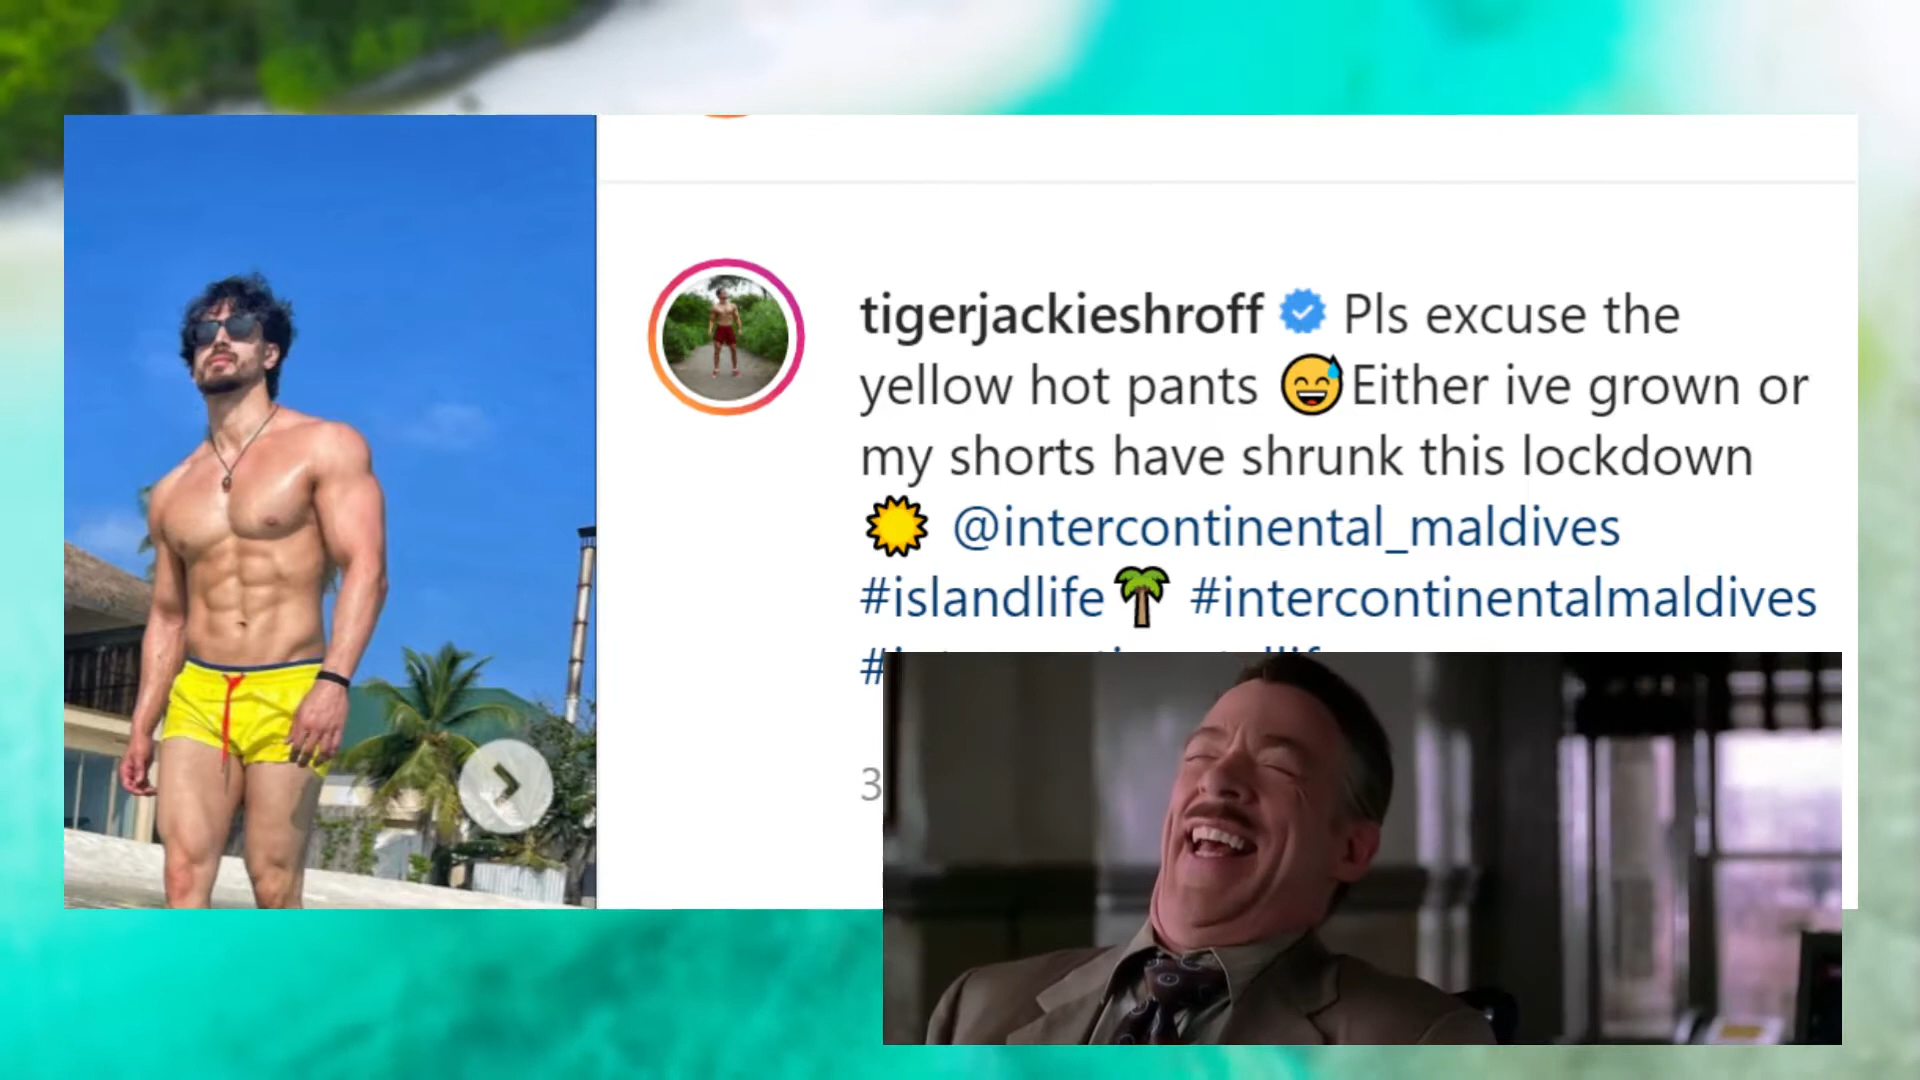 tigerjackieshroff Pls excuse the
yellow hot pants 😅Either ive grown or
my shorts have shrunk this lockdown
☀️ @intercontinental_maldives
#islandlife🌴 #intercontinentalmaldives
3